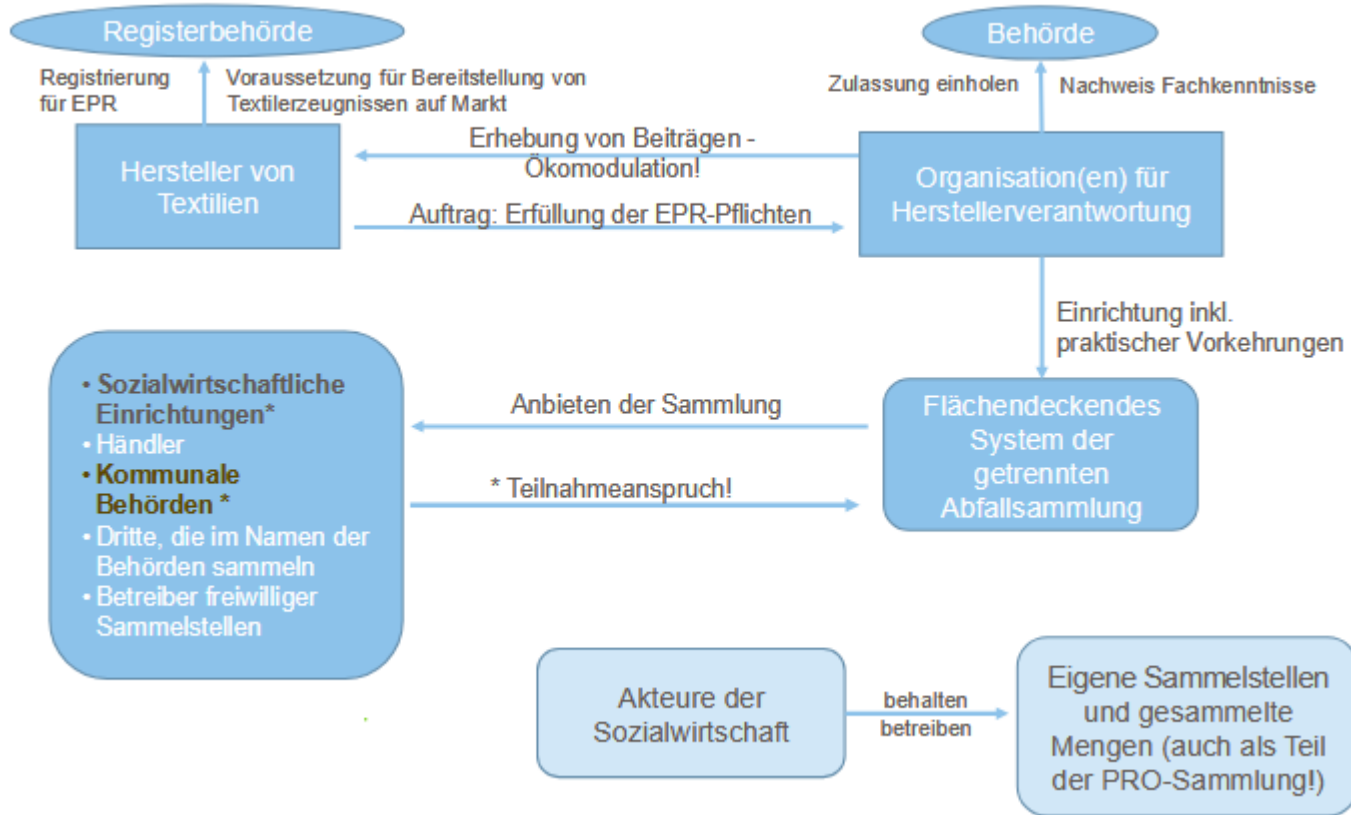 Registerbehörde
Behörde
Registrierung
für EPR
Voraussetzung für Bereitstellung von
Textilerzeugnissen auf Markt
Zulassung einholen
Nachweis Fachkenntnisse
Hersteller von
Textilien
Erhebung von Beiträgen -
Ökomodulation!
Auftrag: Erfüllung der EPR-Pflichten
Organisation(en) für
Herstellerverantwortung
Einrichtung inkl.
praktischer Vorkehrungen
• Sozialwirtschaftliche
Einrichtungen*
• Händler
• Kommunale
Behörden *
• Dritte, die im Namen der
Behörden sammeln
• Betreiber freiwilliger
Sammelstellen
Anbieten der Sammlung
* Teilnahmeanspruch!
Flächendeckendes
System der
getrennten
Abfallsammlung
Akteure der
Sozialwirtschaft
behalten
betreiben
Eigene Sammelstellen
und gesammelte
Mengen (auch als Teil
der PRO-Sammlung!)